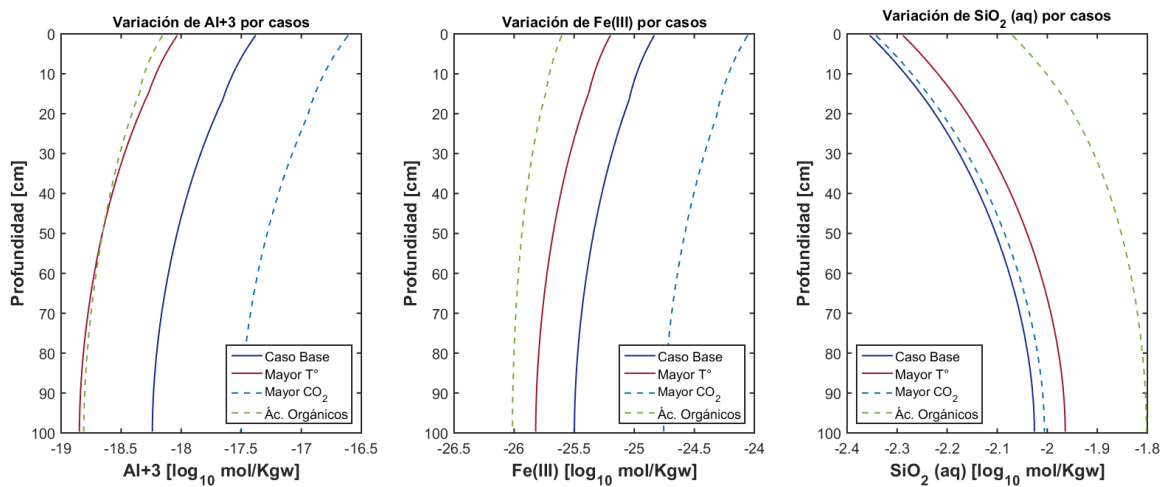 Variación de Al+3 por casos
0
10
20
30
40
50
60
70
80
90
100
Profundidad [cm]
-19
-18.5
-18
-17.5
-17
-16.5
Al+3 [log10 mol/Kgw]
Caso Base
Mayor T°
Mayor CO2
Àc. Orgánicos
Variación de Fe(III) por casos
0
10
20
30
40
50
60
70
80
90
100
Profundidad [cm]
-26.5
-26
-25.5
-25
-24.5
-24
Fe(III) [log10 mol/Kgw]
Caso Base
Mayor T°
Mayor CO2
Àc. Orgánicos
Variación de SiO2 (aq) por casos
0
10
20
30
40
50
60
70
80
90
100
Profundidad [cm]
-2.4
-2.3
-2.2
-2.1
-2
-1.9
-1.8
SiO2 (aq) [log10 mol/Kgw]
Caso Base
Mayor T°
Mayor CO2
Àc. Orgánicos